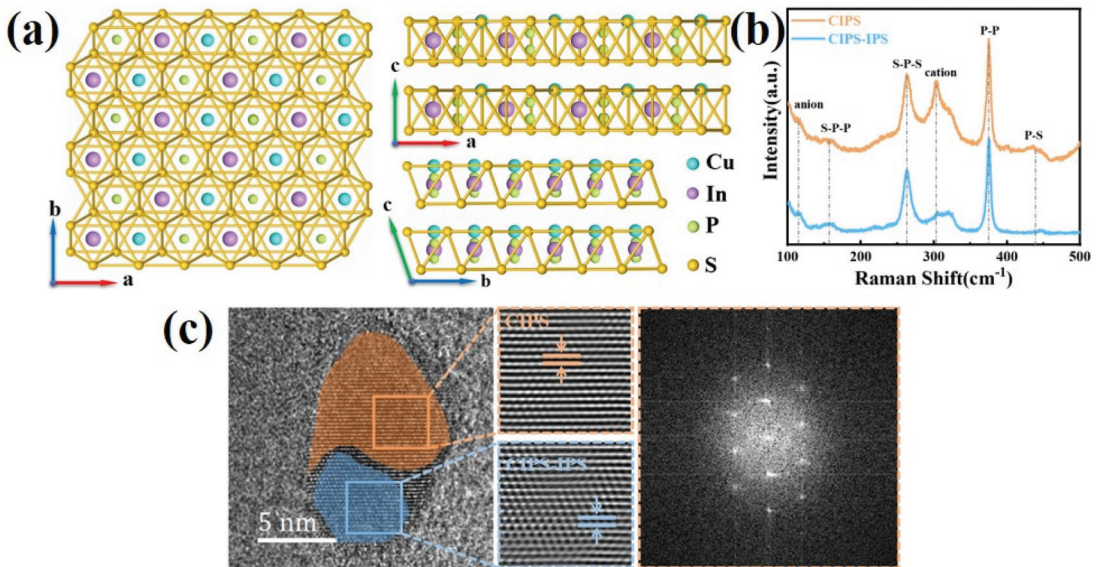 (a)
b
a
c
a
c
b
Cu
In
P
S
(b)
CIPS
CIPS-IPS
anion
S-P-P
S-P-S
cation
P-P
P-S
Intensity(a.u.)
100 200 300 400 500
Raman Shift(cm-1)
(c)
5 nm
CIPS
CIPS-IPS